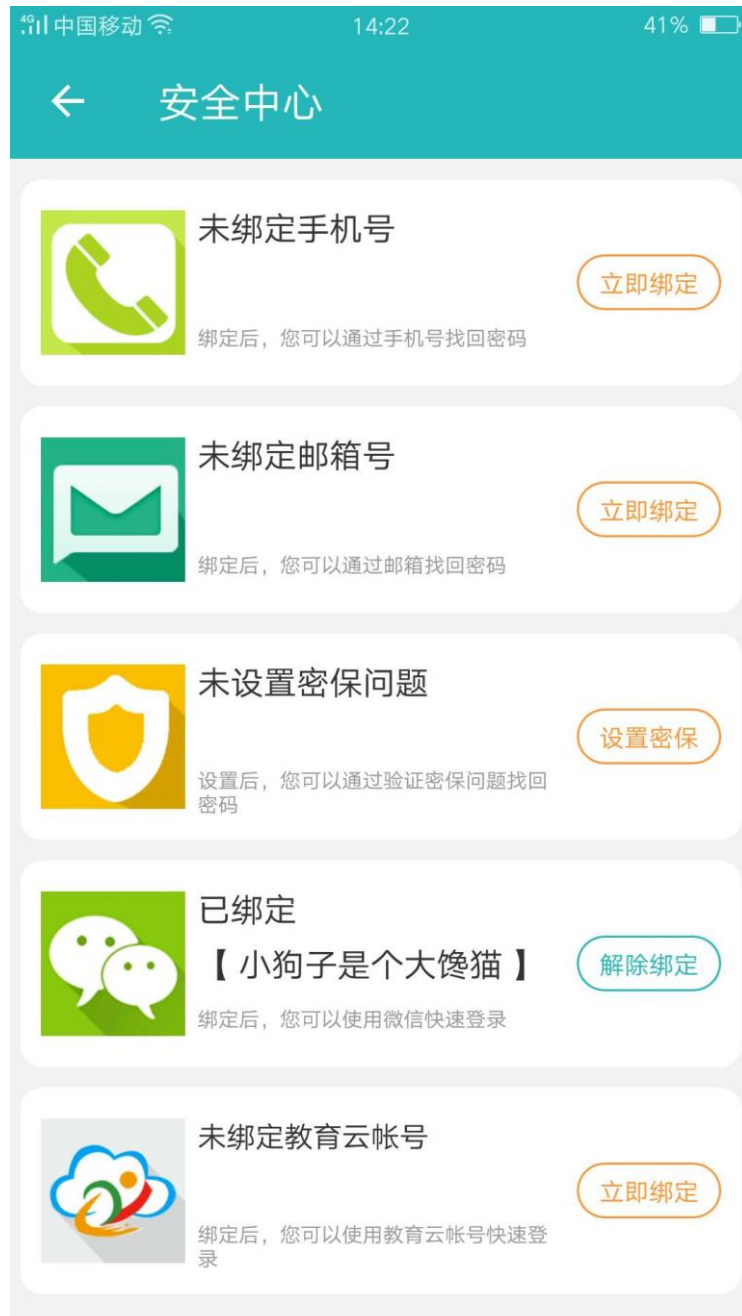 4G 中国移动 14:22 41%
安全中心
未绑定手机号
立即绑定
绑定后，您可以通过手机号找回密码
未绑定邮箱号
立即绑定
绑定后，您可以通过邮箱找回密码
未设置密保问题
设置密保
设置后，您可以通过验证密保问题找回
密码
已绑定
【 小狗子是个大馋猫 】
解除绑定
绑定后，您可以使用微信快速登录
未绑定教育云帐号
立即绑定
绑定后，您可以使用教育云帐号快速登
录